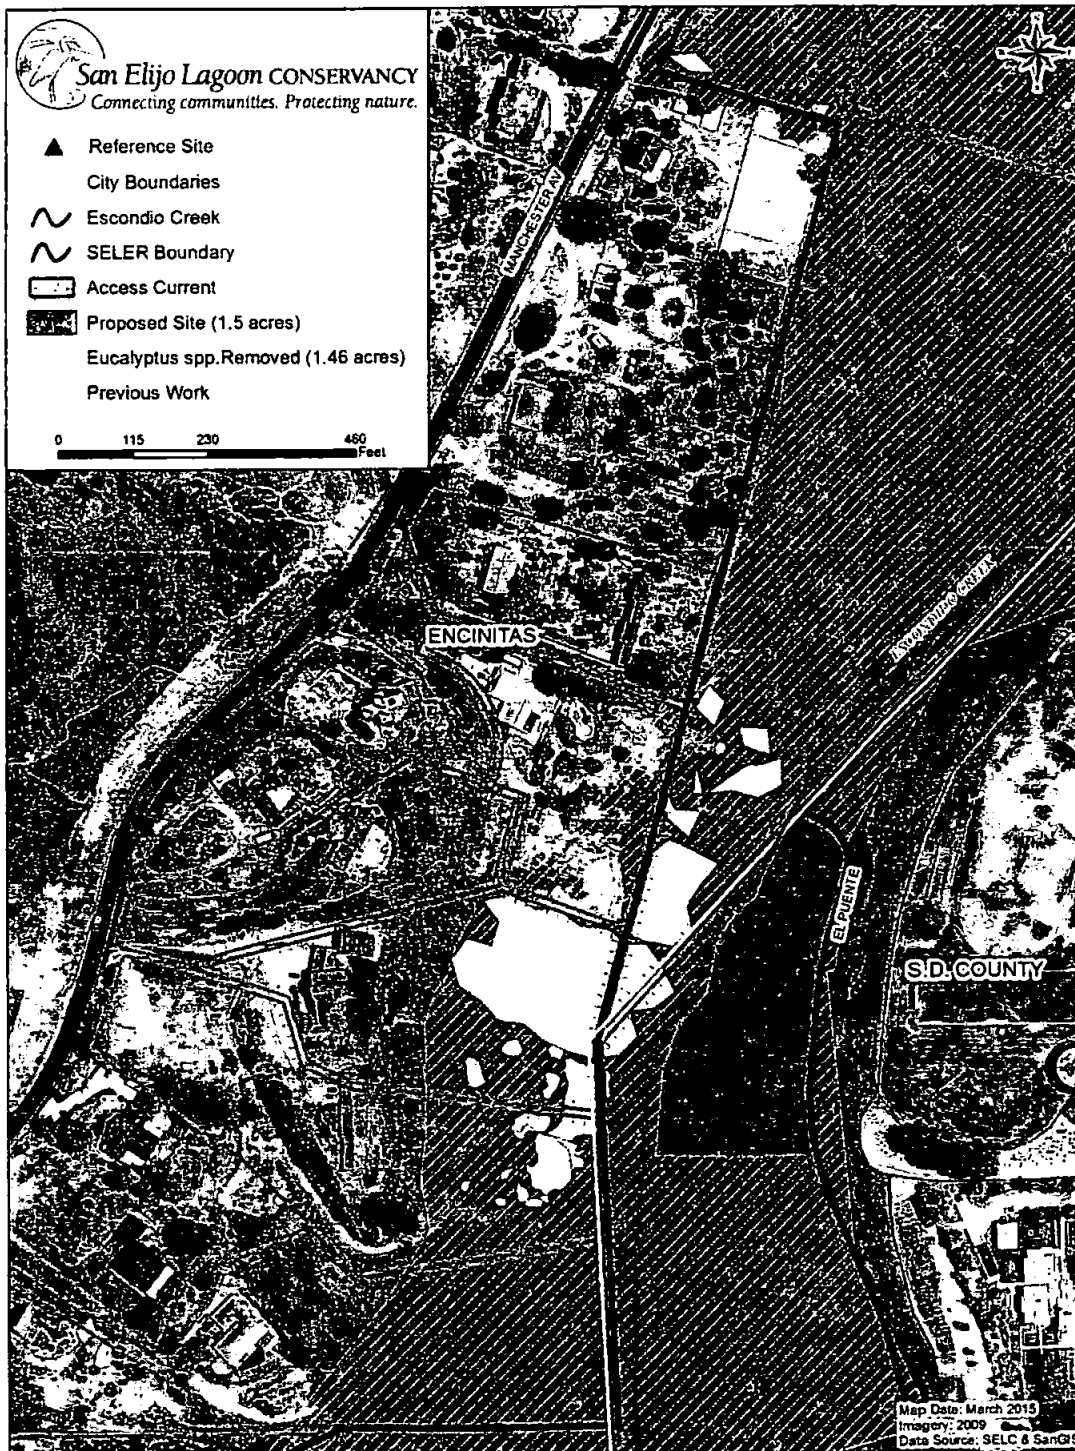 San Elijo Lagoon CONSERVANCY
Connecting communities. Protecting nature.
Reference Site
City Boundaries
Escondio Creek
SELER Boundary
Access Current
Proposed Site (1.5 acres)
Eucalyptus spp.Removed (1.46 acres)
Previous Work
0 115 230 460
Feet
MANCHESTER AV
ENCINITAS
ESCONDIDO CREEK
EL PUENTE
S.D. COUNTY
Map Date: March 2015
Imagery: 2009
Data Source: SELC & SanGIS